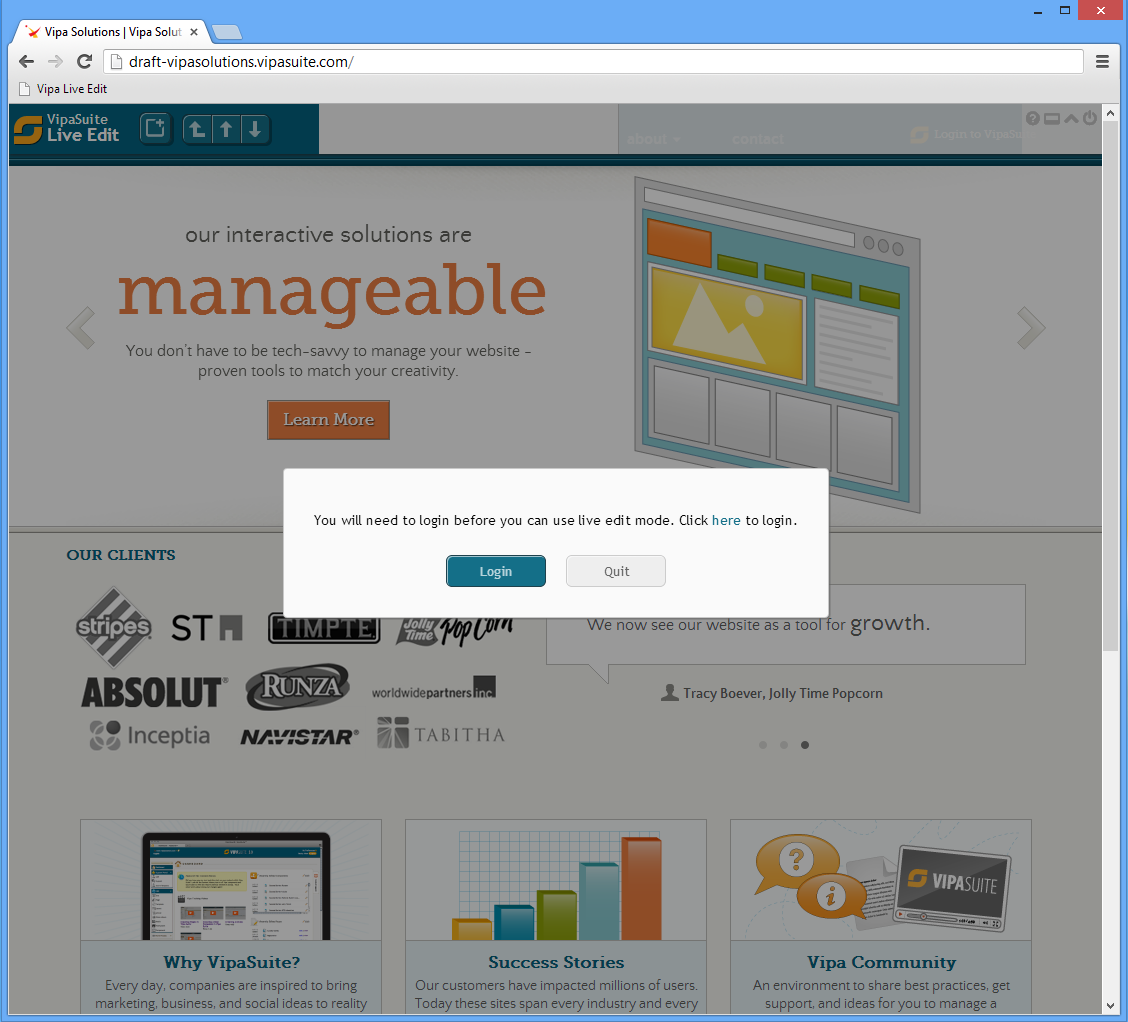 Vipa Solutions | Vipa Solut
draft-vipasolutions.vipasuite.com/
Vipa Live Edit
VipaSuite
Live Edit
about
contact
Login to VipaSu
our interactive solutions are
manageable
You don't have to be tech-savvy to manage your website –
proven tools to match your creativity.
Learn More
You will need to login before you can use live edit mode. Click here to login.
Login
Quit
OUR CLIENTS
stripes
ST
TIMPTE
Jolly Time Pop Corn
ABSOLUT
RUNZA
worldwidepartners inc
Inceptia
NAVISTAR®
TABITHA
We now see our website as a tool for growth.
Tracy Boever, Jolly Time Popcorn
VIPASUITE
VIPASUITE
Why VipaSuite?
Every day, companies are inspired to bring
marketing, business, and social ideas to reality
Success Stories
Our customers have impacted millions of users.
Today these sites span every industry and every
Vipa Community
An environment to share best practices, get
support, and ideas for you to manage a